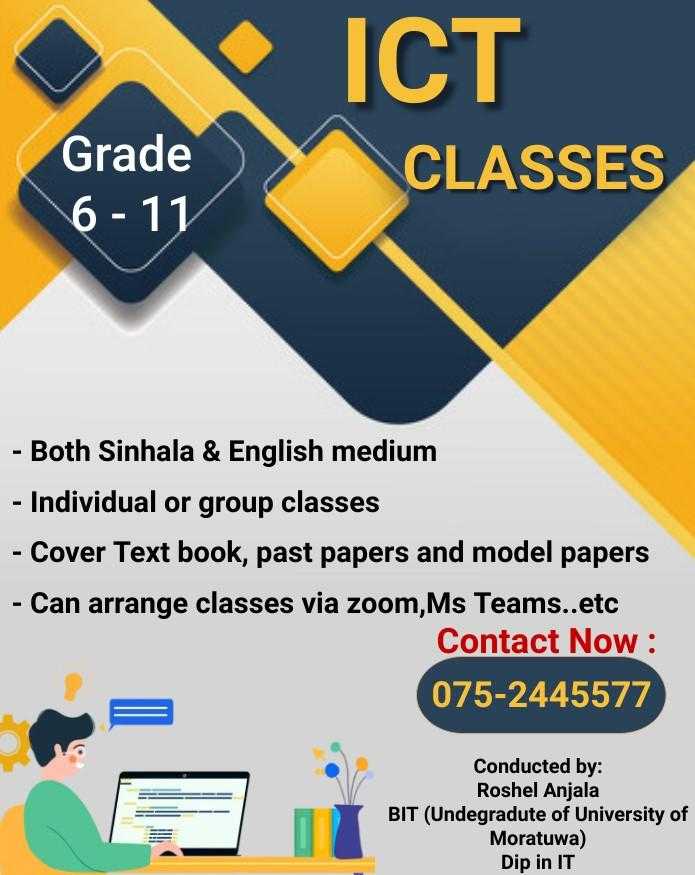 ICT
CLASSES
Grade
6 - 11
- Both Sinhala & English medium
- Individual or group classes
- Cover Text book, past papers and model papers
- Can arrange classes via zoom,Ms Teams..etc
Contact Now :
075-2445577
Conducted by:
Roshel Anjala
BIT (Undegradute of University of
Moratuwa)
Dip in IT